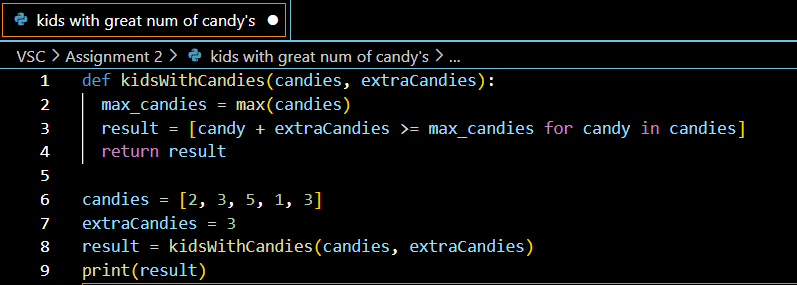 kids with great num of candy's
VSC > Assignment 2 > kids with great num of candy's > ...
1 def kidsWithCandies(candies, extraCandies):
2   max_candies = max(candies)
3   result = [candy + extraCandies >= max_candies for candy in candies]
4   return result
5
6 candies = [2, 3, 5, 1, 3]
7 extraCandies = 3
8 result = kidsWithCandies(candies, extraCandies)
9 print(result)